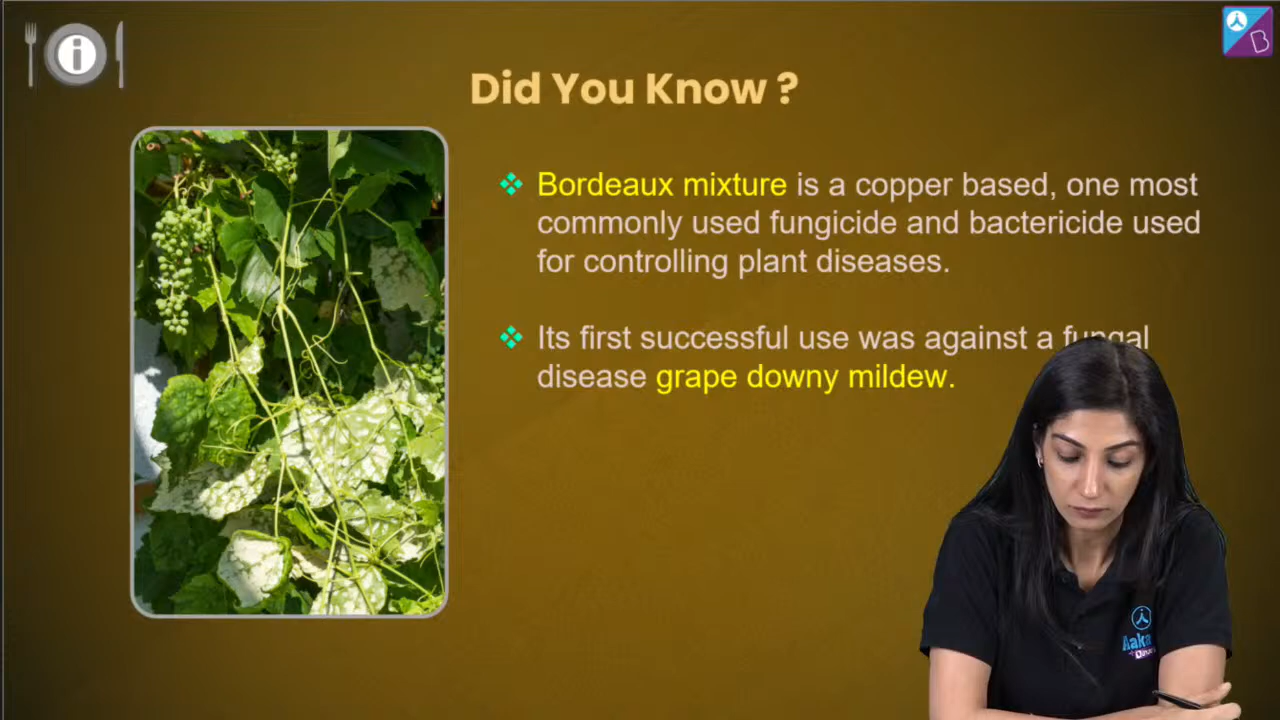 Did You Know ?
Bordeaux mixture is a copper based, one most
commonly used fungicide and bactericide used
for controlling plant diseases.
Its first successful use was against a fungal
disease grape downy mildew.